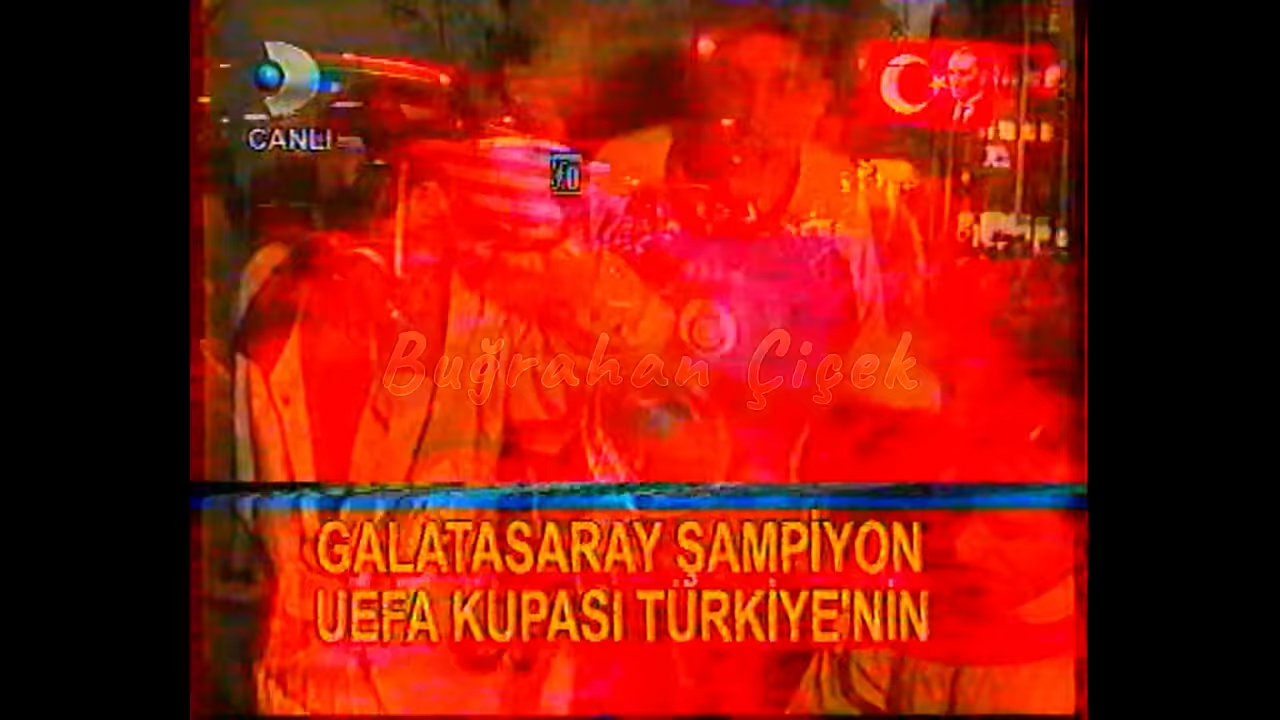 CANLI
Buğrahan Çiçek
GALATASARAY ŞAMPİYON
UEFA KUPASI TÜRKİYE'NİN